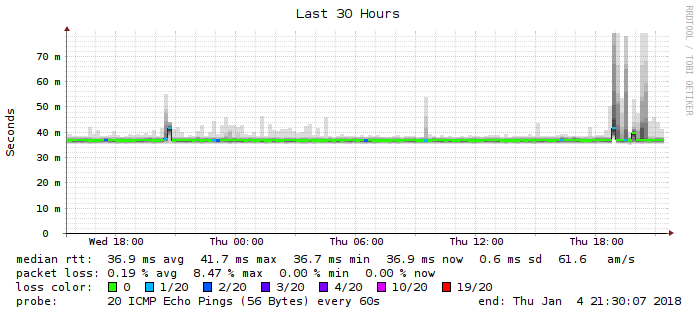 Last 30 Hours
RRDTOOL / TOBI OETIKER
Seconds
70 m
60 m
50 m
40 m
30 m
20 m
10 m
0
Wed 18:00 Thu 00:00 Thu 06:00 Thu 12:00 Thu 18:00
median rtt: 36.9 ms avg 41.7 ms max 36.7 ms min 36.9 ms now 0.6 ms sd 61.6 am/s
packet loss: 0.19 % avg 8.47 % max 0.00 % min 0.00 % now
loss color: 0 1/20 2/20 3/20 4/20 10/20 19/20
probe: 20 ICMP Echo Pings (56 Bytes) every 60s end: Thu Jan 4 21:30:07 2018